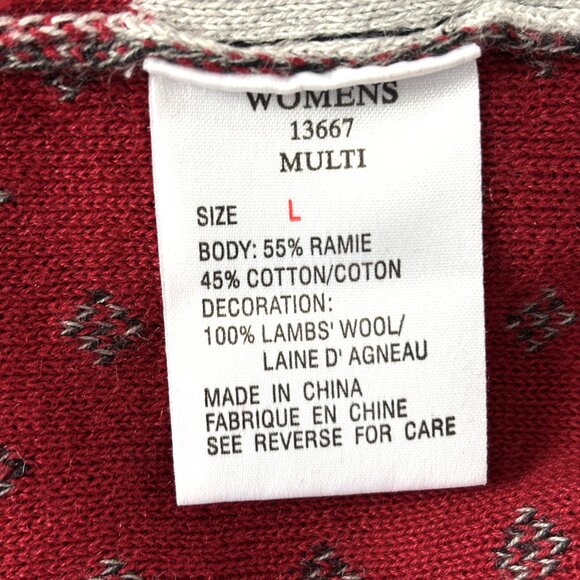 WOMENS
13667
MULTI
SIZE L
BODY: 55% RAMIE
45% COTTON/COTON
DECORATION:
100% LAMBS' WOOL/
LAINE D' AGNEAU
MADE IN CHINA
FABRIQUE EN CHINE
SEE REVERSE FOR CARE